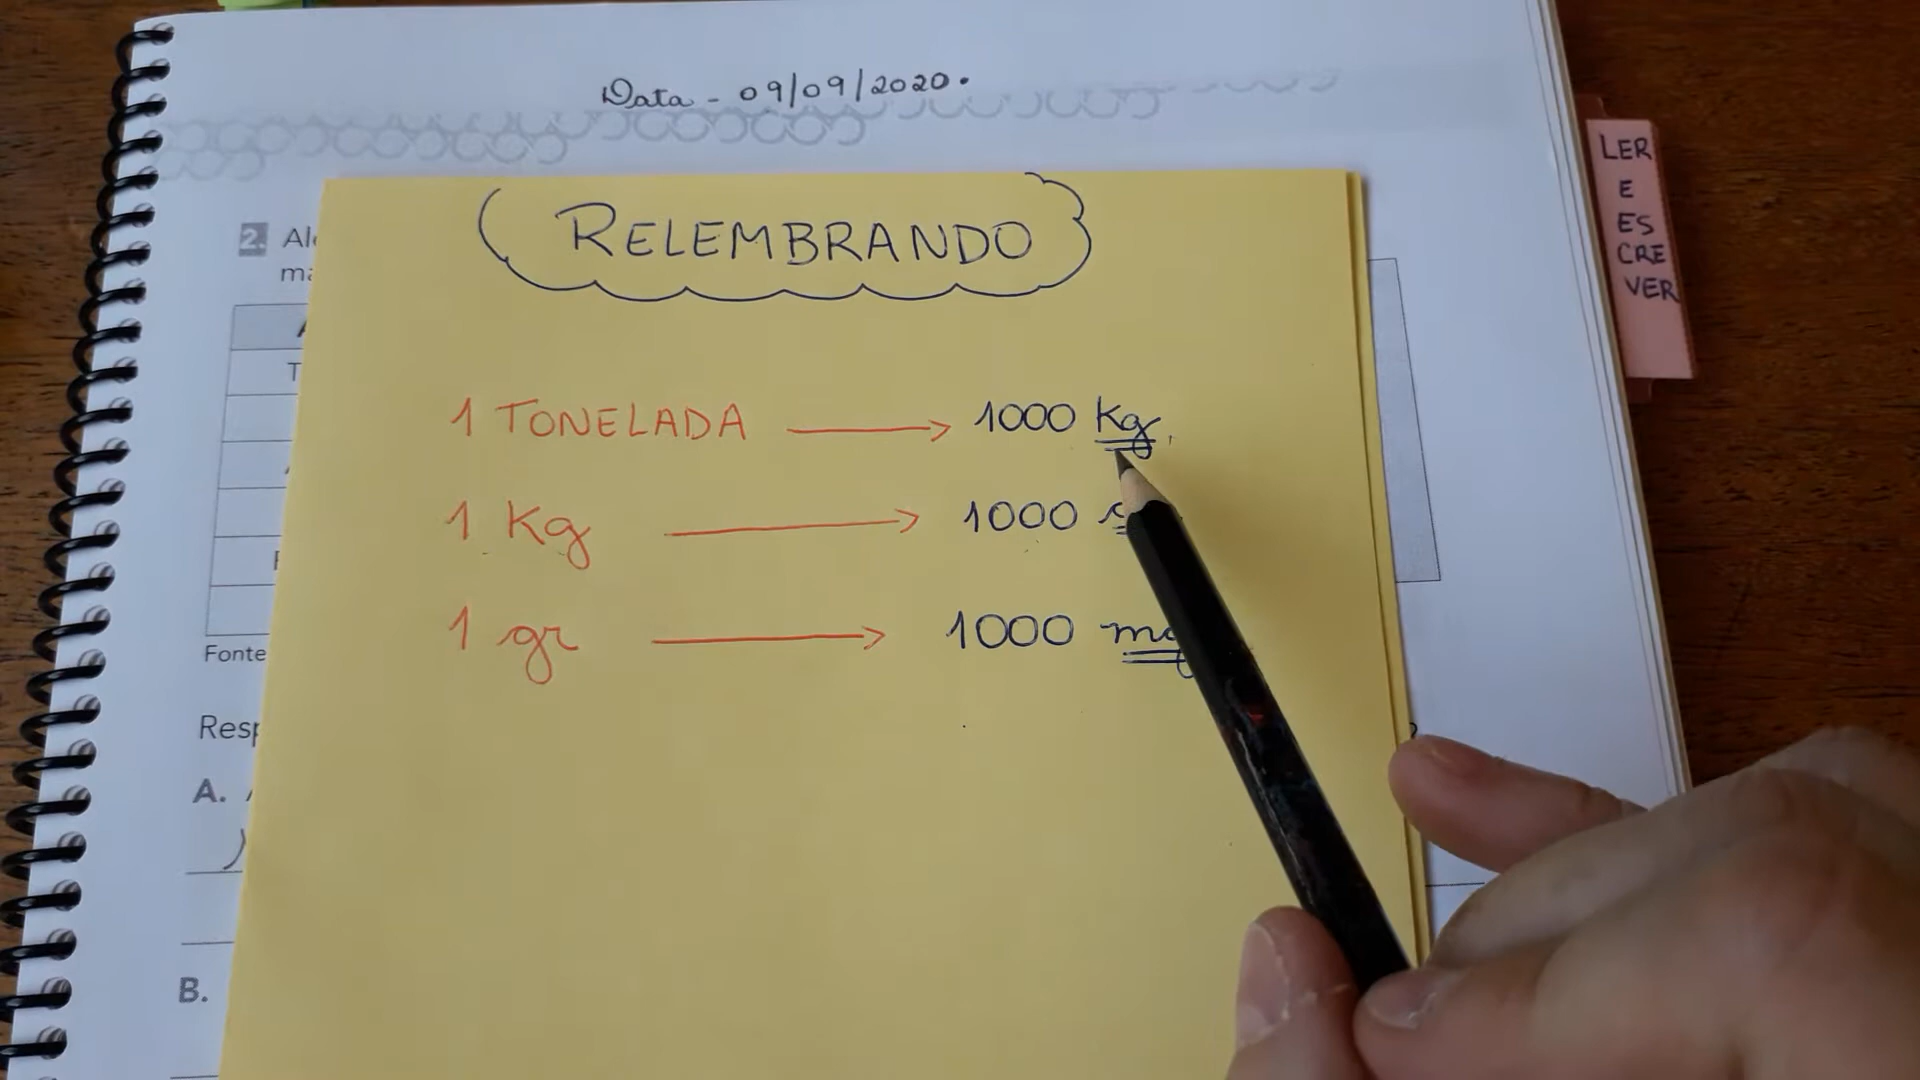 Data - 09/09/2020.
RELEMBRANDO
1 TONELADA → 1000 Kg.
1 Kg → 1000
1 gr → 1000
2.
Fonte
A.
B.
LER
E
ES
CRE
VER